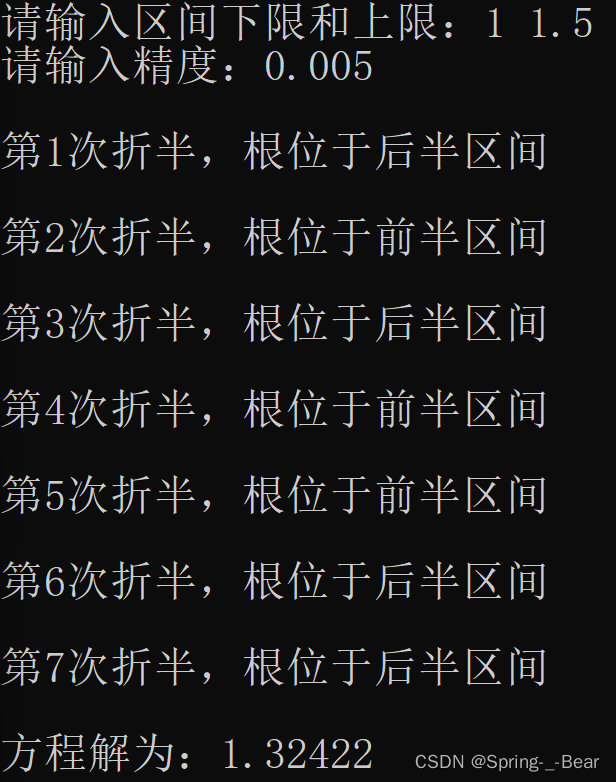 请输入区间下限和上限：1 1.5
请输入精度：0.005
第1次折半，根位于后半区间
第2次折半，根位于前半区间
第3次折半，根位于后半区间
第4次折半，根位于前半区间
第5次折半，根位于前半区间
第6次折半，根位于后半区间
第7次折半，根位于后半区间
方程解为：1.32422
CSDN @Spring-_-Bear